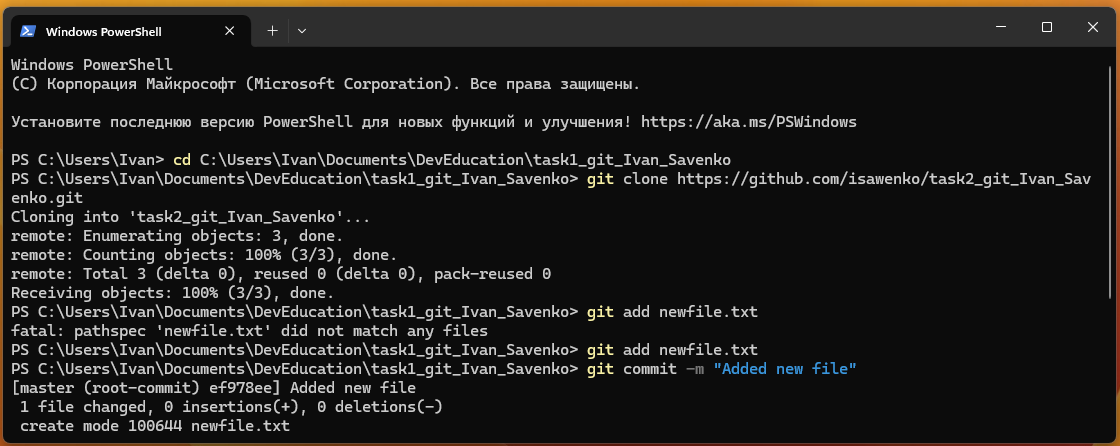 Windows PowerShell
Windows PowerShell
(C) Корпорация Майкрософт (Microsoft Corporation). Все права защищены.
Установите последнюю версию PowerShell для новых функций и улучшения! https://aka.ms/PSWindows
PS C:\Users\Ivan> cd C:\Users\Ivan\Documents\DevEducation\task1_git_Ivan_Savenko
PS C:\Users\Ivan\Documents\DevEducation\task1_git_Ivan_Savenko> git clone https://github.com/isawenko/task2_git_Ivan_Sav
enko.git
Cloning into 'task2_git_Ivan_Savenko'...
remote: Enumerating objects: 3, done.
remote: Counting objects: 100% (3/3), done.
remote: Total 3 (delta 0), reused 0 (delta 0), pack-reused 0
Receiving objects: 100% (3/3), done.
PS C:\Users\Ivan\Documents\DevEducation\task1_git_Ivan_Savenko> git add newfile.txt
fatal: pathspec 'newfile.txt' did not match any files
PS C:\Users\Ivan\Documents\DevEducation\task1_git_Ivan_Savenko> git add newfile.txt
PS C:\Users\Ivan\Documents\DevEducation\task1_git_Ivan_Savenko> git commit -m "Added new file"
[master (root-commit) ef978ee] Added new file
 1 file changed, 0 insertions(+), 0 deletions(-)
 create mode 100644 newfile.txt